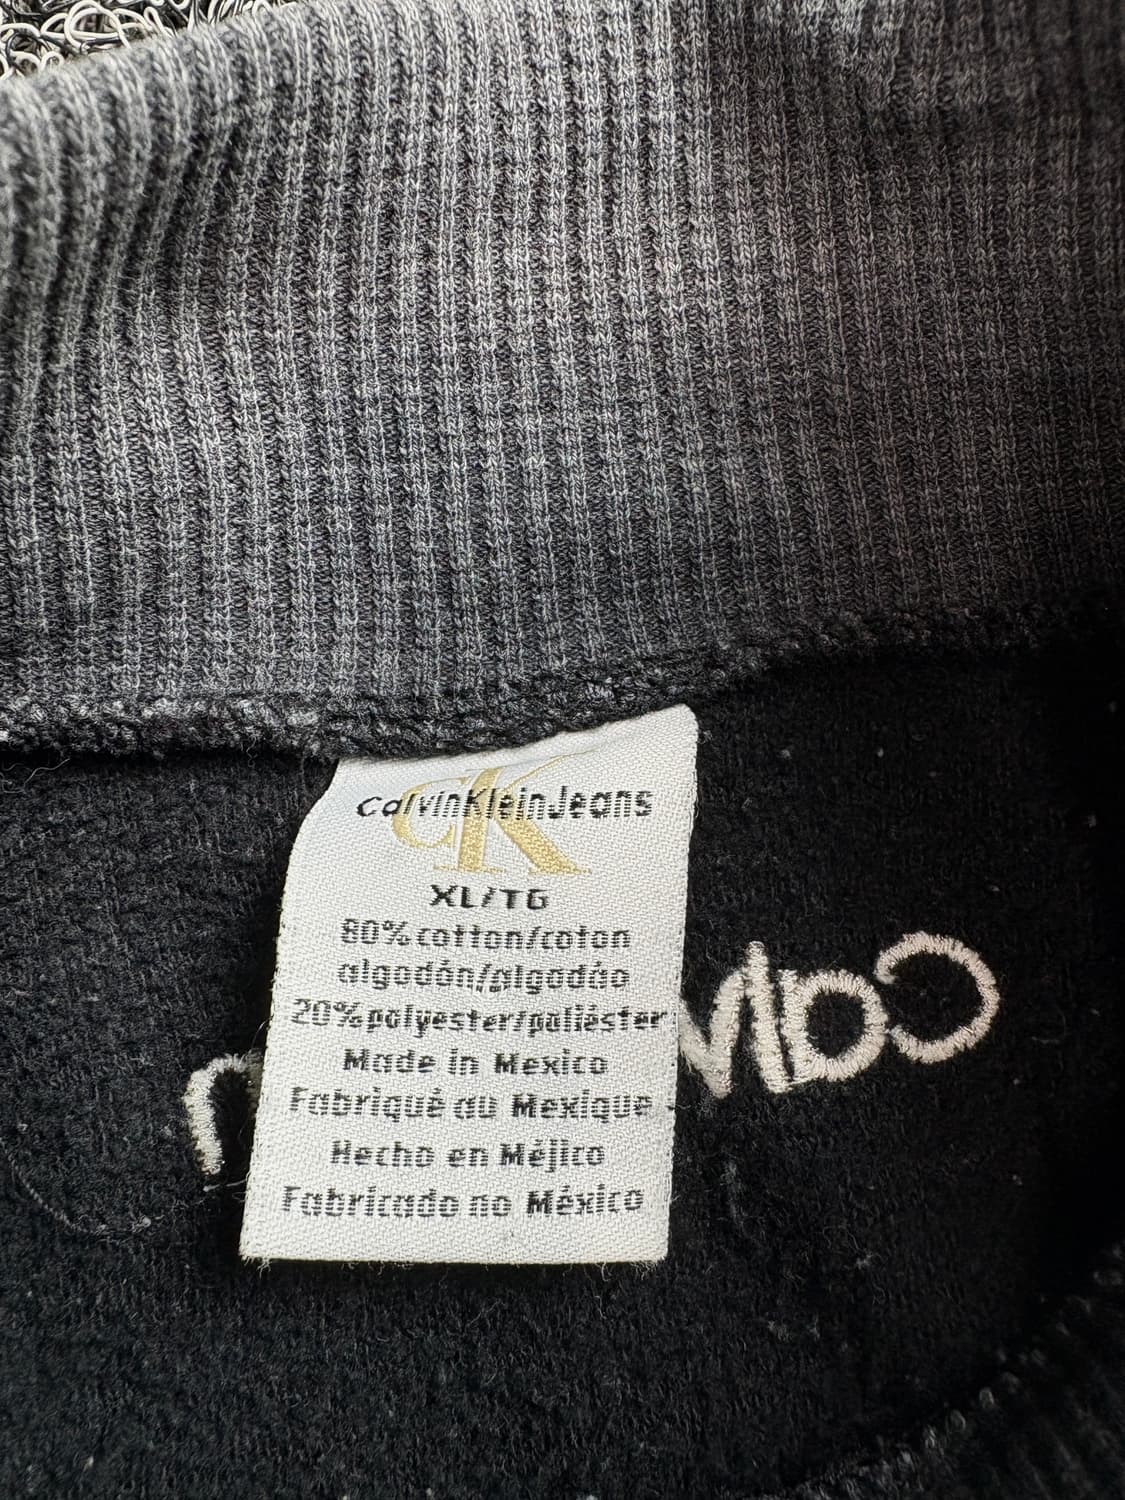 CK
CalvinKleinJeans
XL/TG
80% cotton/coton
algodón/algodão
20% polyester/poliéster
Made in Mexico
Fabriqué au Mexique
Hecho en Méjico
Fabricado no México